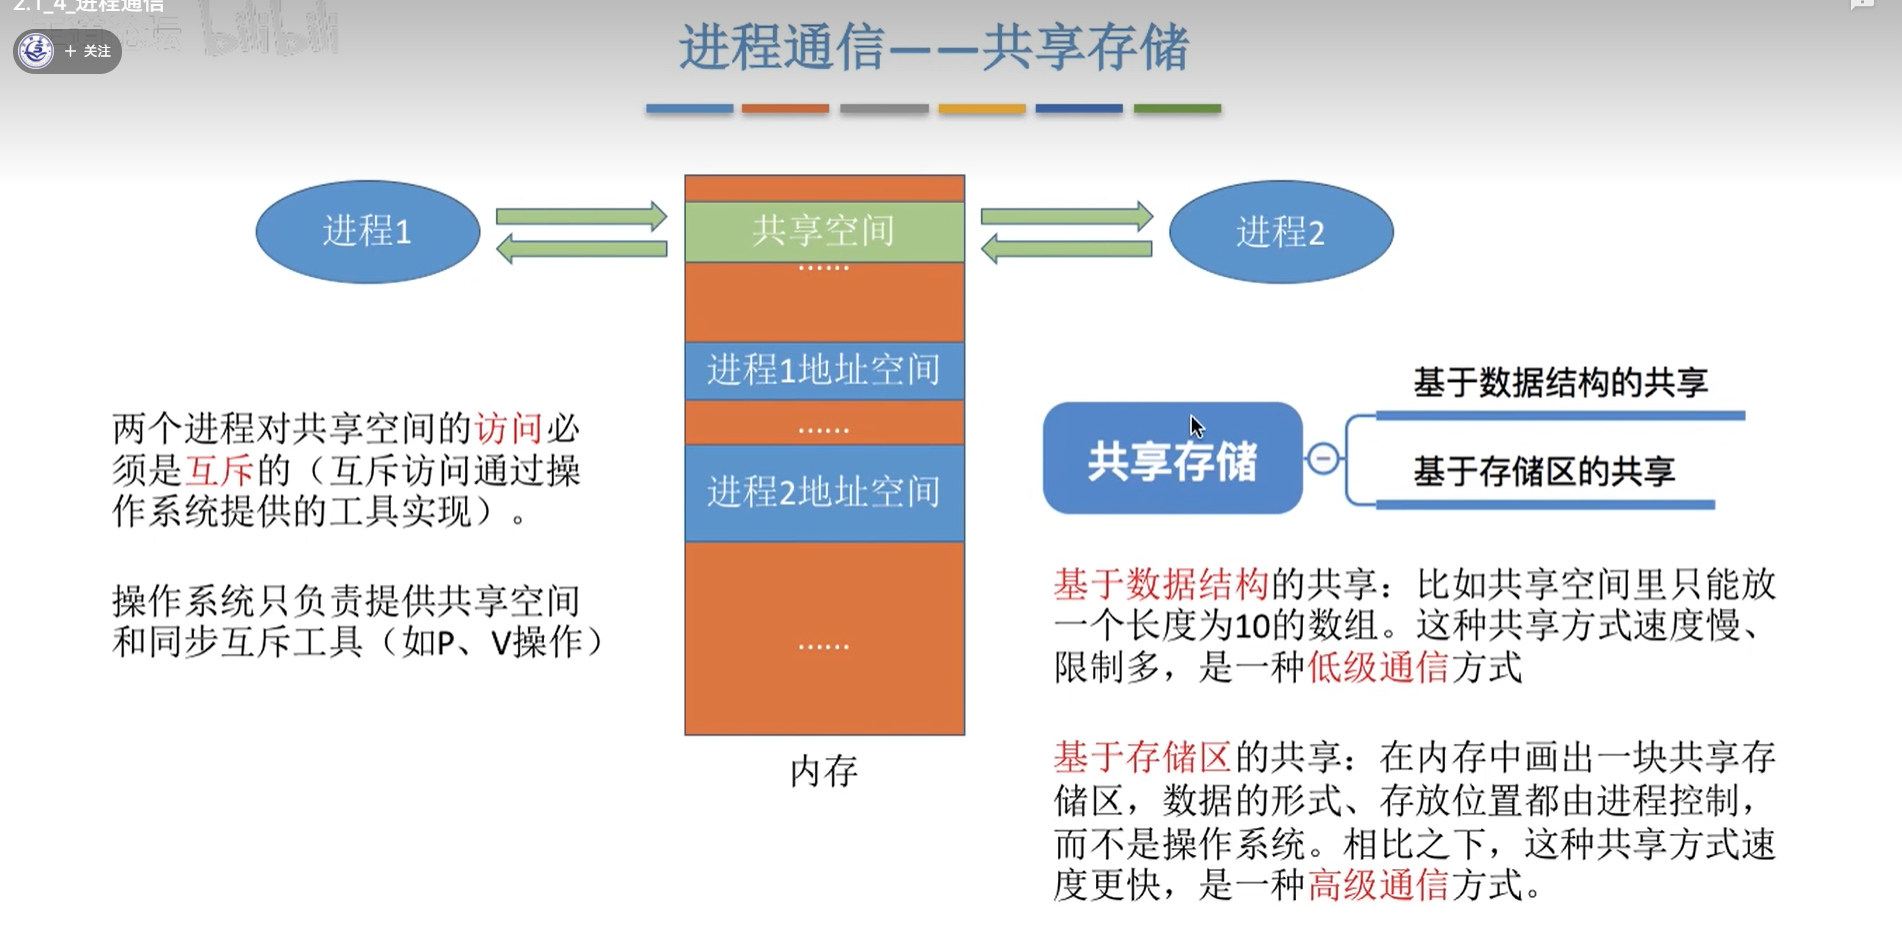 2.1_4_进程通信
+ 关注
bilibili
进程通信——共享存储
进程1
共享空间
进程2
……
进程1地址空间
……
进程2地址空间
……
内存
两个进程对共享空间的访问必
须是互斥的（互斥访问通过操
作系统提供的工具实现）。
操作系统只负责提供共享空间
和同步互斥工具（如P、V操作）
共享存储
基于数据结构的共享
基于存储区的共享
基于数据结构的共享：比如共享空间里只能放
一个长度为10的数组。这种共享方式速度慢、
限制多，是一种低级通信方式
基于存储区的共享：在内存中画出一块共享存
储区，数据的形式、存放位置都由进程控制，
而不是操作系统。相比之下，这种共享方式速
度更快，是一种高级通信方式。